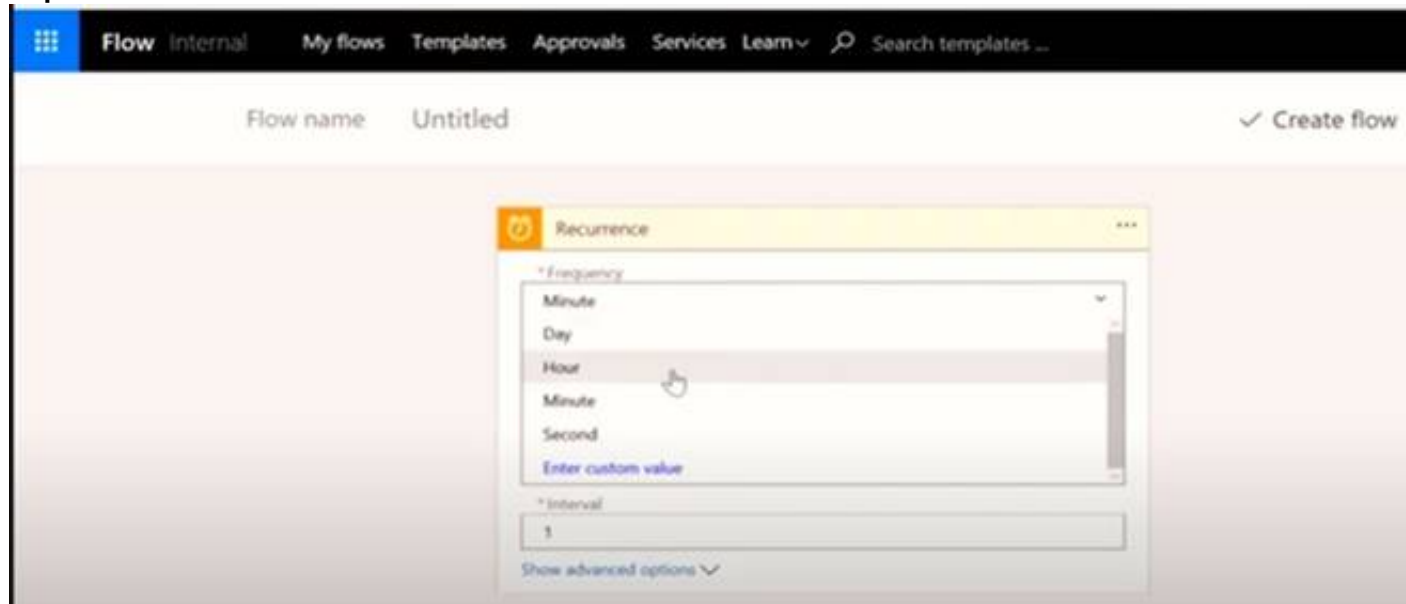 Flow Internal My flows Templates Approvals Services Learn Search templates ...
Flow name Untitled Create flow
Recurrence ...
* Frequency
Minute
Day
Hour
Minute
Second
Enter custom value
* Interval
1
Show advanced options